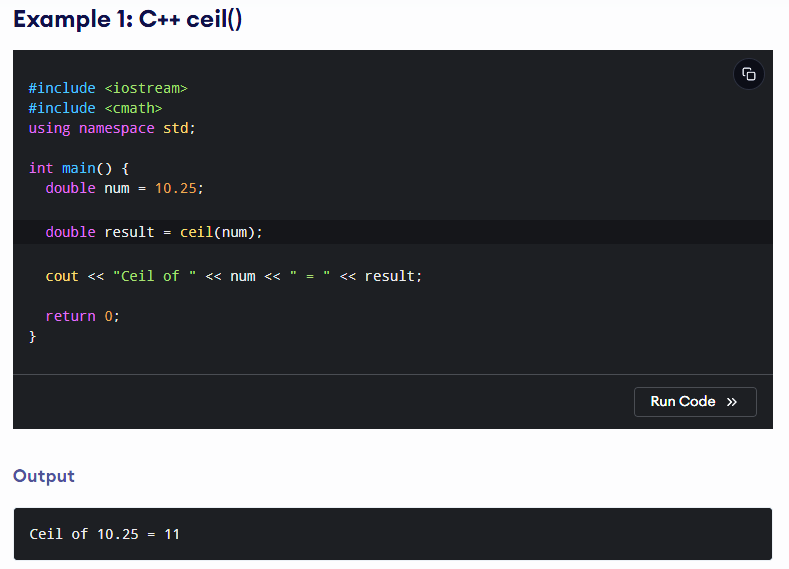 Example 1: C++ ceil()
#include <iostream>
#include <cmath>
using namespace std;
int main() {
  double num = 10.25;
  double result = ceil(num);
  cout << "Ceil of " << num << " = " << result;
  return 0;
}
Run Code »
Output
Ceil of 10.25 = 11